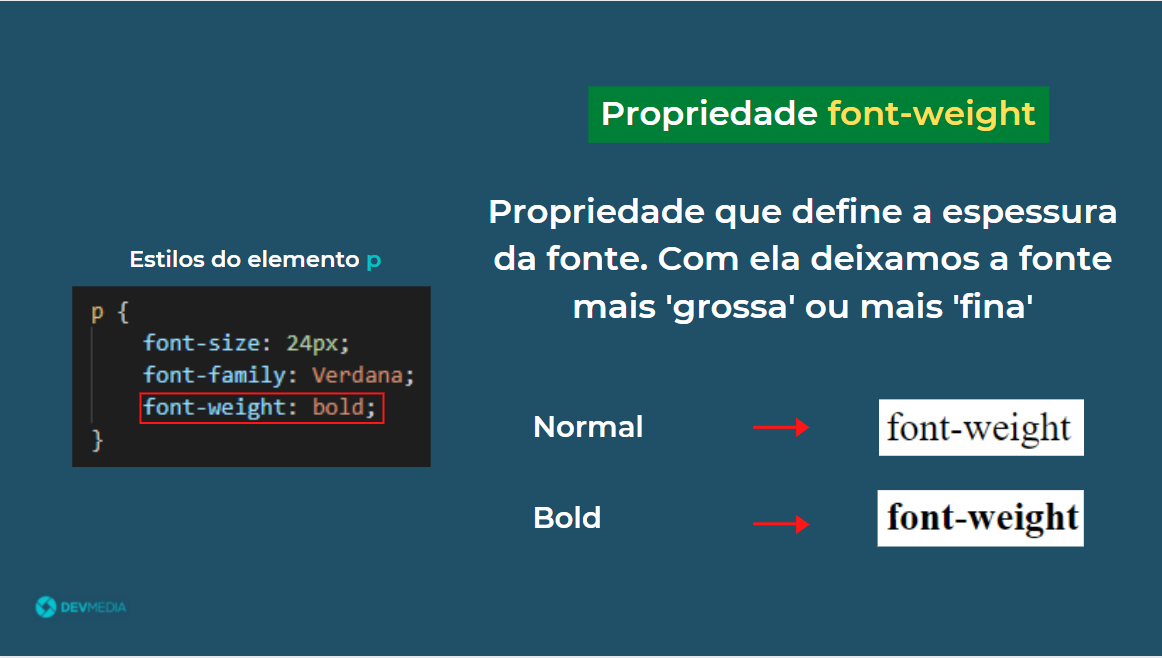 Propriedade font-weight
Propriedade que define a espessura
da fonte. Com ela deixamos a fonte
mais 'grossa' ou mais 'fina'
Estilos do elemento p
p {
font-size: 24px;
font-family: Verdana;
font-weight: bold;
}
Normal
font-weight
Bold
font-weight
DEVMEDIA